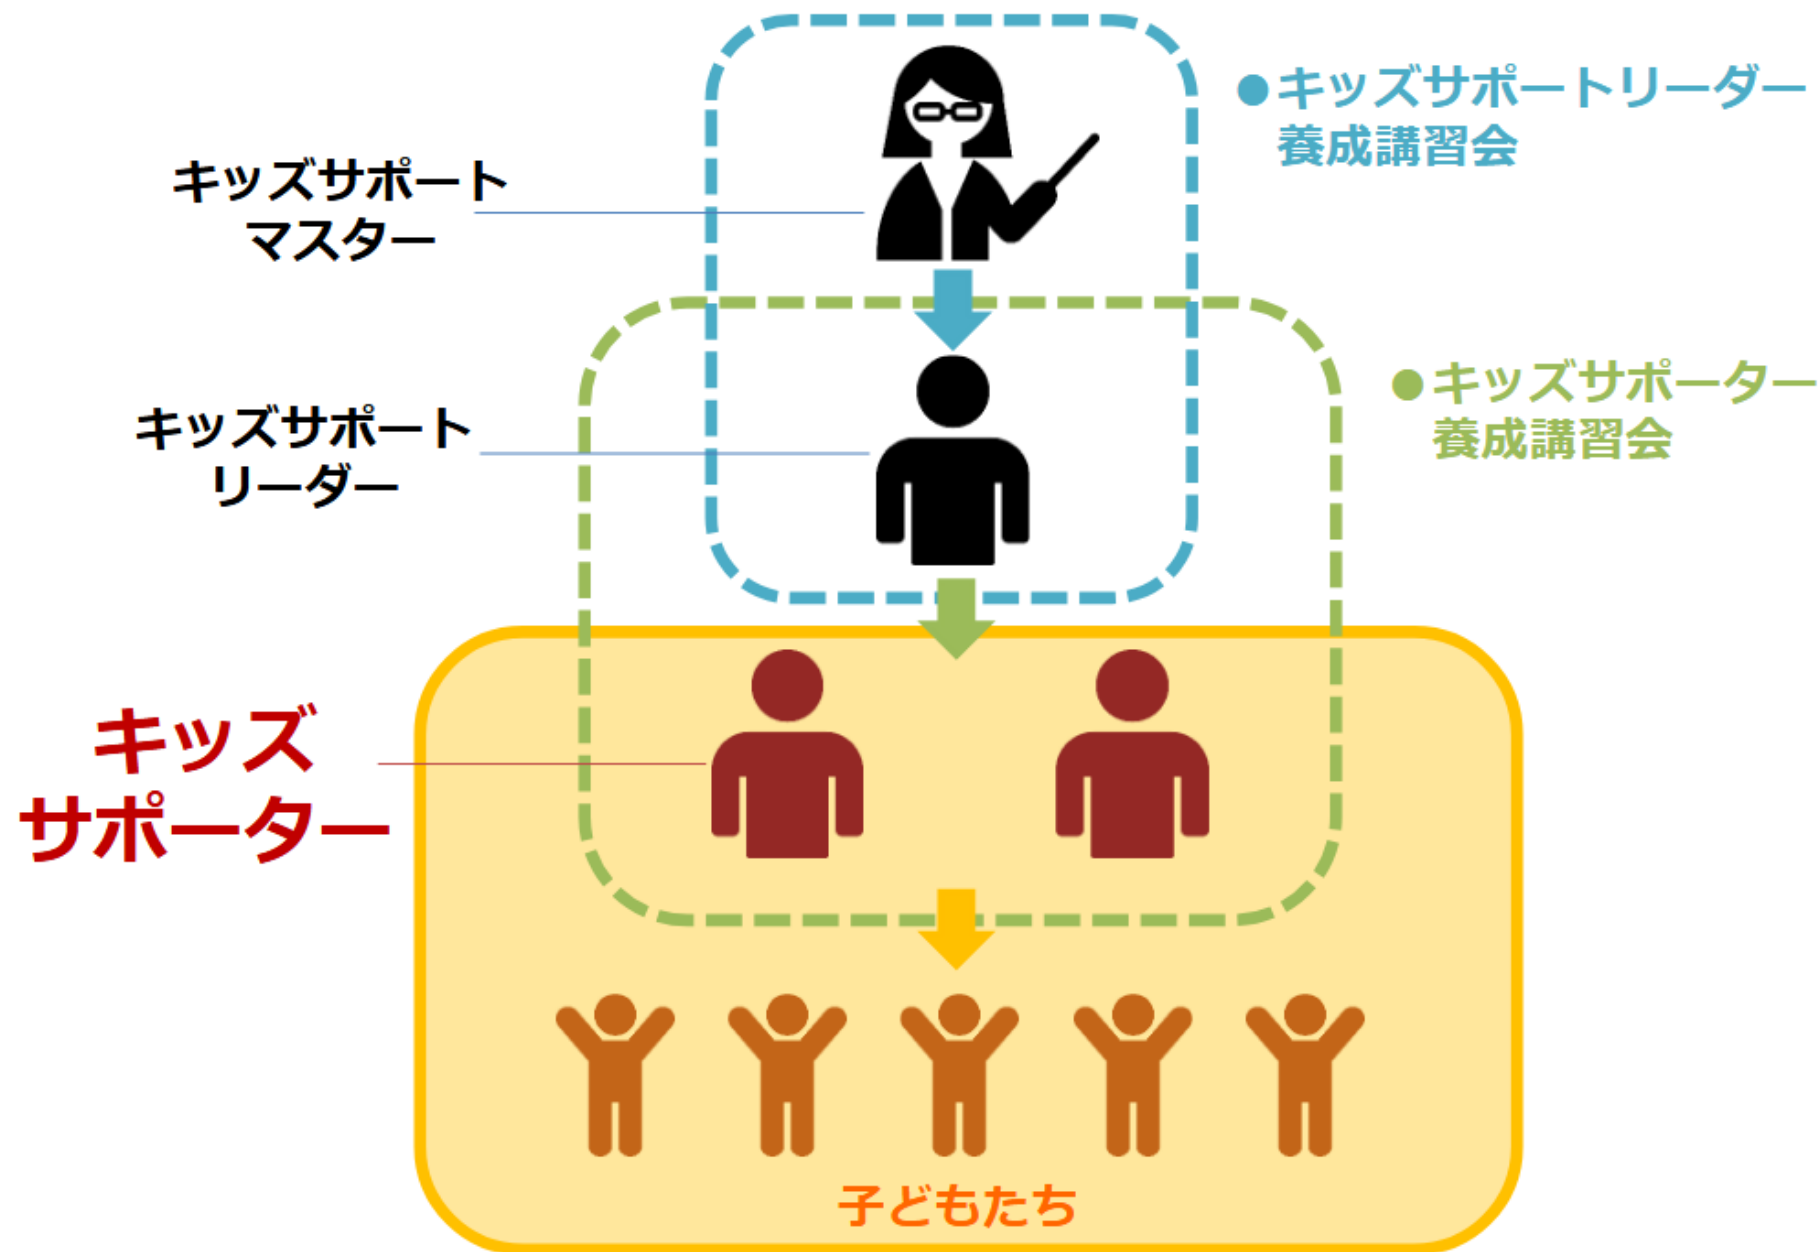 ●キッズサポートリーダー
養成講習会
キッズサポート
マスター
●キッズサポーター
養成講習会
キッズサポート
リーダー
キッズ
サポーター
子どもたち